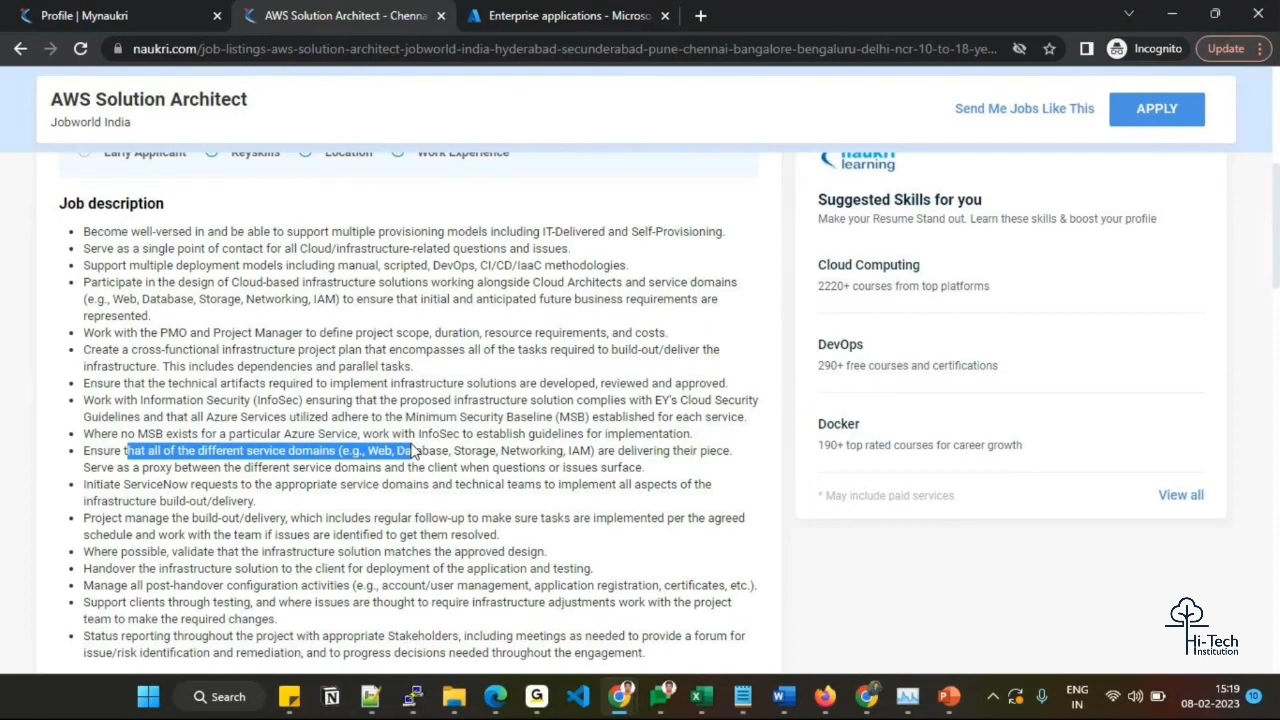 Profile | Mynaukri
AWS Solution Architect - Chenna
Enterprise applications - Microso
naukri.com/job-listings-aws-solution-architect-jobworld-india-hyderabad-secunderabad-pune-chennai-bangalore-bengaluru-delhi-ncr-10-to-18-ye...
Incognito
Update
AWS Solution Architect
Jobworld India
Send Me Jobs Like This
APPLY
Early Applicant
Keyskills
Location
Work Experience
Job description
Become well-versed in and be able to support multiple provisioning models including IT-Delivered and Self-Provisioning.
Serve as a single point of contact for all Cloud/infrastructure-related questions and issues.
Support multiple deployment models including manual, scripted, DevOps, CI/CD/IaaC methodologies.
Participate in the design of Cloud-based infrastructure solutions working alongside Cloud Architects and service domains
(e.g., Web, Database, Storage, Networking, IAM) to ensure that initial and anticipated future business requirements are
represented.
Work with the PMO and Project Manager to define project scope, duration, resource requirements, and costs.
Create a cross-functional infrastructure project plan that encompasses all of the tasks required to build-out/deliver the
infrastructure. This includes dependencies and parallel tasks.
Ensure that the technical artifacts required to implement infrastructure solutions are developed, reviewed and approved.
Work with Information Security (InfoSec) ensuring that the proposed infrastructure solution complies with EY's Cloud Security
Guidelines and that all Azure Services utilized adhere to the Minimum Security Baseline (MSB) established for each service.
Where no MSB exists for a particular Azure Service, work with InfoSec to establish guidelines for implementation.
Ensure that all of the different service domains (e.g., Web, Database, Storage, Networking, IAM) are delivering their piece.
Serve as a proxy between the different service domains and the client when questions or issues surface.
Initiate ServiceNow requests to the appropriate service domains and technical teams to implement all aspects of the
infrastructure build-out/delivery.
Project manage the build-out/delivery, which includes regular follow-up to make sure tasks are implemented per the agreed
schedule and work with the team if issues are identified to get them resolved.
Where possible, validate that the infrastructure solution matches the approved design.
Handover the infrastructure solution to the client for deployment of the application and testing.
Manage all post-handover configuration activities (e.g., account/user management, application registration, certificates, etc.).
Support clients through testing, and where issues are thought to require infrastructure adjustments work with the project
team to make the required changes.
Status reporting throughout the project with appropriate Stakeholders, including meetings as needed to provide a forum for
issue/risk identification and remediation, and to progress decisions needed throughout the engagement.
naukri
learning
Suggested Skills for you
Make your Resume Stand out. Learn these skills & boost your profile
Cloud Computing
2220+ courses from top platforms
DevOps
290+ free courses and certifications
Docker
190+ top rated courses for career growth
* May include paid services
View all
Hi-Tech
Institution
Search
ENG
IN
15:19
08-02-2023
10